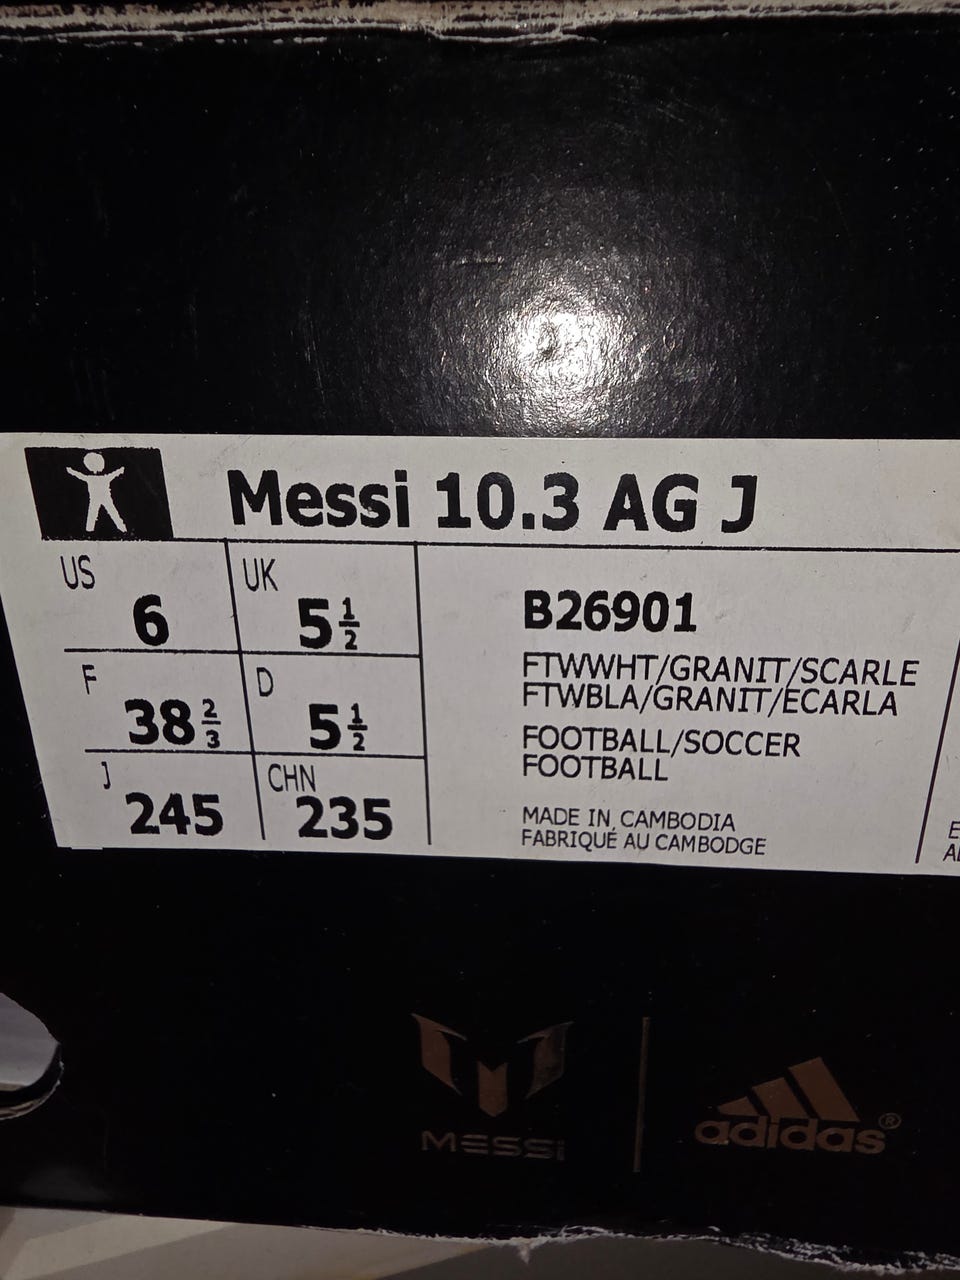 Messi 10.3 AG J
US 6 UK 5 1/2
F 38 2/3 D 5 1/2
J 245 CHN 235
B26901
FTWWHT/GRANIT/SCARLE
FTWBLA/GRANIT/ECARLA
FOOTBALL/SOCCER
FOOTBALL
MADE IN CAMBODIA
FABRIQUÉ AU CAMBODGE
MESSI
adidas®